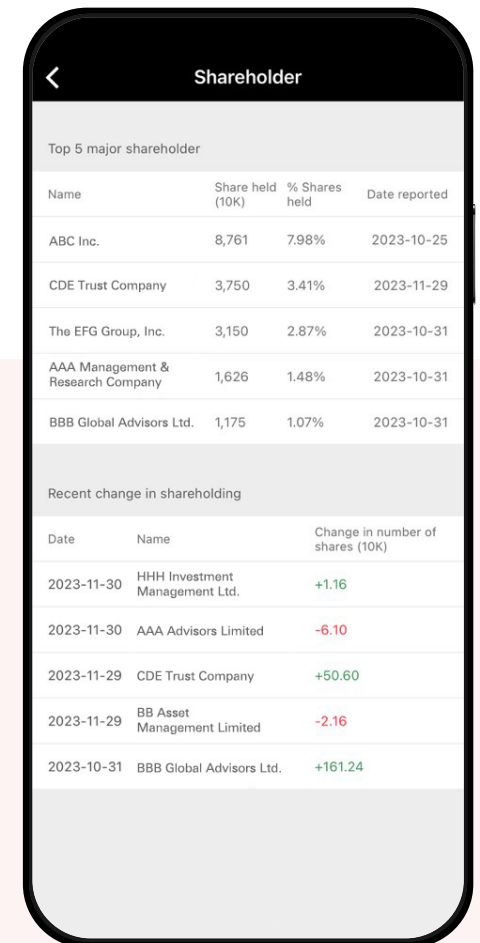 Shareholder
Top 5 major shareholder
Name Share held (10K) % Shares held Date reported
ABC Inc. 8,761 7.98% 2023-10-25
CDE Trust Company 3,750 3.41% 2023-11-29
The EFG Group, Inc. 3,150 2.87% 2023-10-31
AAA Management &
Research Company 1,626 1.48% 2023-10-31
BBB Global Advisors Ltd. 1,175 1.07% 2023-10-31
Recent change in shareholding
Date Name Change in number of shares (10K)
2023-11-30 HHH Investment
Management Ltd. +1.16
2023-11-30 AAA Advisors Limited -6.10
2023-11-29 CDE Trust Company +50.60
2023-11-29 BB Asset
Management Limited -2.16
2023-10-31 BBB Global Advisors Ltd. +161.24